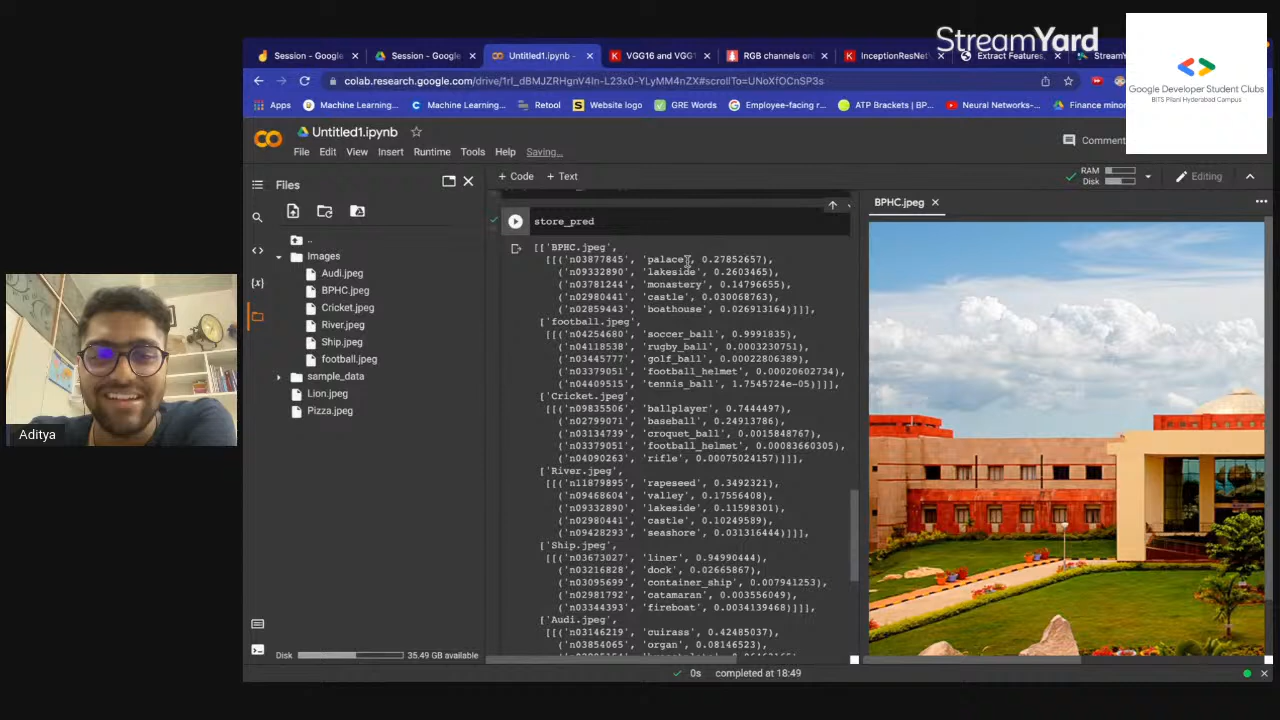 StreamYard
Google Developer Student Clubs
BITS Pilani Hyderabad Campus
Session - Google
Session - Google
Untitled1.ipynb -
VGG16 and VGG1
RGB channels on
InceptionResNet
Extract Features,
StreamY
colab.research.google.com/drive/1rl_dBMJZRHgnV4ln-L23x0-YLyMM4nZX#scrollTo=UNoXfOCnSP3s
Apps
Machine Learning...
Machine Learning...
Retool
Website logo
GRE Words
Employee-facing r...
ATP Brackets | BP...
Neural Networks-...
Finance minor
Untitled1.ipynb
File Edit View Insert Runtime Tools Help Saving...
Comment
+ Code + Text
RAM
Disk
Editing
Files
..
Images
Audi.jpeg
BPHC.jpeg
Cricket.jpeg
River.jpeg
Ship.jpeg
football.jpeg
sample_data
Lion.jpeg
Pizza.jpeg
Disk 35.49 GB available
store_pred
[['BPHC.jpeg',
[[('n03877845', 'palace', 0.27852657),
('n09332890', 'lakeside', 0.2603465),
('n03781244', 'monastery', 0.14796655),
('n02980441', 'castle', 0.030068763),
('n02859443', 'boathouse', 0.026913164)]]],
['football.jpeg',
[[('n04254680', 'soccer_ball', 0.9991835),
('n04118538', 'rugby_ball', 0.0003230751),
('n03445777', 'golf_ball', 0.00022806389),
('n03379051', 'football_helmet', 0.00020602734),
('n04409515', 'tennis_ball', 1.7545724e-05)]]],
['Cricket.jpeg',
[[('n09835506', 'ballplayer', 0.7444497),
('n02799071', 'baseball', 0.24913786),
('n03134739', 'croquet_ball', 0.0015848767),
('n03379051', 'football_helmet', 0.00083660305),
('n04090263', 'rifle', 0.00075024157)]]],
['River.jpeg',
[[('n11879895', 'rapeseed', 0.3492321),
('n09468604', 'valley', 0.17556408),
('n09332890', 'lakeside', 0.11598301),
('n02980441', 'castle', 0.10249589),
('n09428293', 'seashore', 0.031316444)]]],
['Ship.jpeg',
[[('n03673027', 'liner', 0.94990444),
('n03216828', 'dock', 0.02665867),
('n03095699', 'container_ship', 0.007941253),
('n02981792', 'catamaran', 0.003556049),
('n03344393', 'fireboat', 0.0034139468)]]],
['Audi.jpeg',
[[('n03146219', 'cuirass', 0.42485037),
('n03854065', 'organ', 0.08146523),
BPHC.jpeg
0s completed at 18:49
Aditya